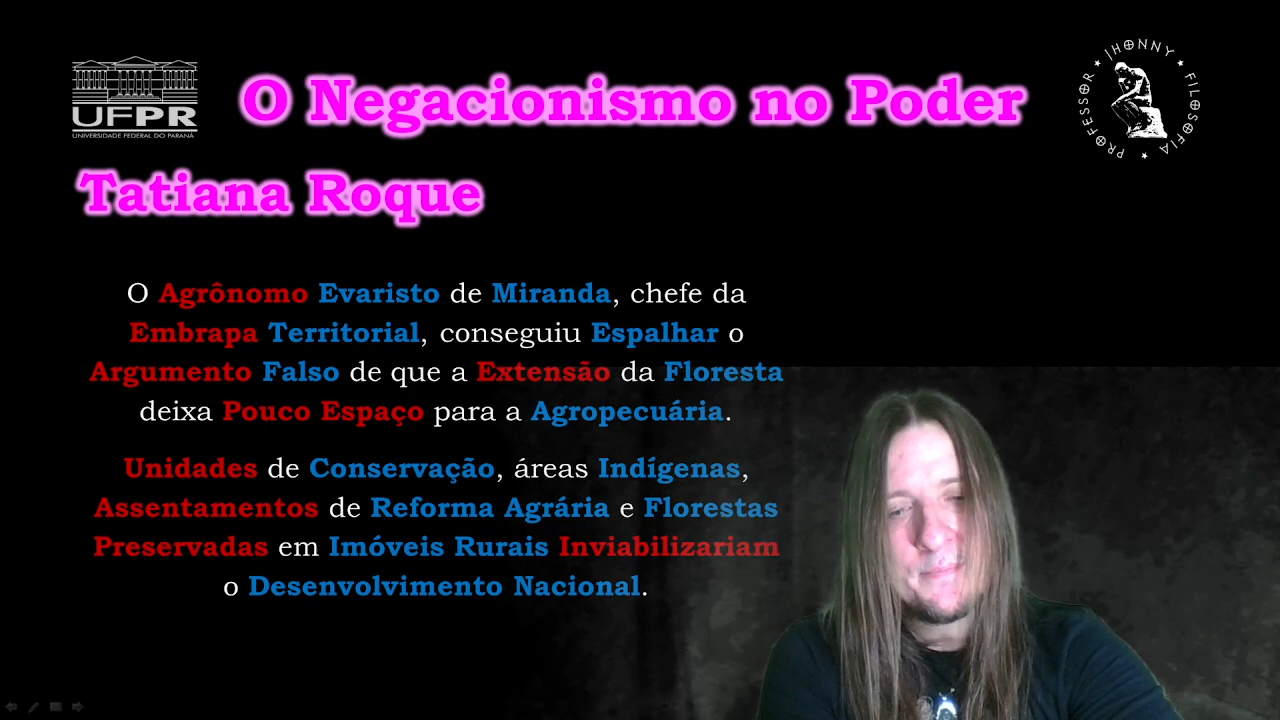 UFPR
UNIVERSIDADE FEDERAL DO PARANÁ
O Negacionismo no Poder
PROFESSOR ★ JHONNY ★ FILOSOFIA ★
Tatiana Roque
O Agrônomo Evaristo de Miranda, chefe da
Embrapa Territorial, conseguiu Espalhar o
Argumento Falso de que a Extensão da Floresta
deixa Pouco Espaço para a Agropecuária.
Unidades de Conservação, áreas Indígenas,
Assentamentos de Reforma Agrária e Florestas
Preservadas em Imóveis Rurais Inviabilizariam
o Desenvolvimento Nacional.